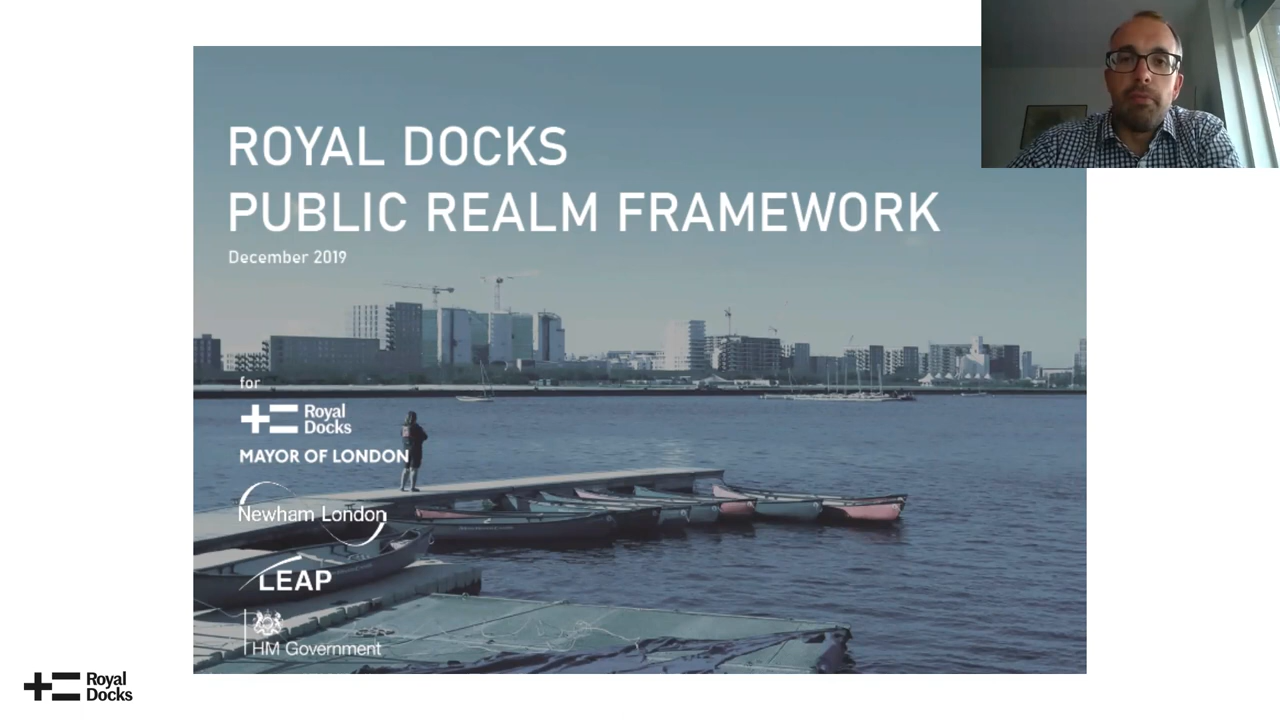 ROYAL DOCKS
PUBLIC REALM FRAMEWORK
December 2019
for
Royal
Docks
MAYOR OF LONDON
Newham London
LEAP
HM Government
Royal
Docks